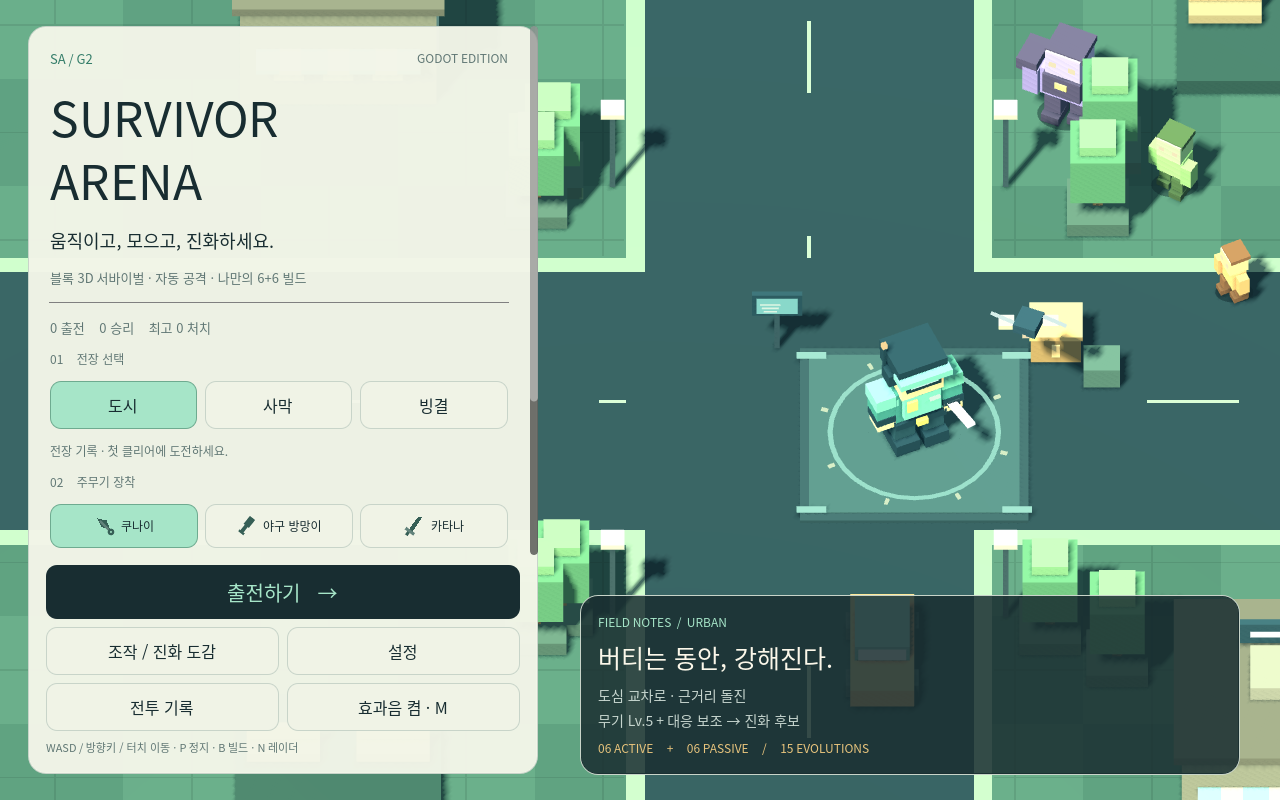 SA / G2
GODOT EDITION
SURVIVOR
ARENA
움직이고, 모으고, 진화하세요.
블록 3D 서바이벌 · 자동 공격 · 나만의 6+6 빌드
0 출전 0 승리 최고 0 처치
01 전장 선택
도시 사막 빙결
전장 기록 · 첫 클리어에 도전하세요.
02 주무기 장착
쿠나이 야구 방망이 카타나
출전하기 →
조작 / 진화 도감 설정
전투 기록 효과음 켬 · M
WASD / 방향키 / 터치 이동 · P 정지 · B 빌드 · N 레이더
FIELD NOTES / URBAN
버티는 동안, 강해진다.
도심 교차로 · 근거리 돌진
무기 Lv.5 + 대응 보조 → 진화 후보
06 ACTIVE + 06 PASSIVE / 15 EVOLUTIONS